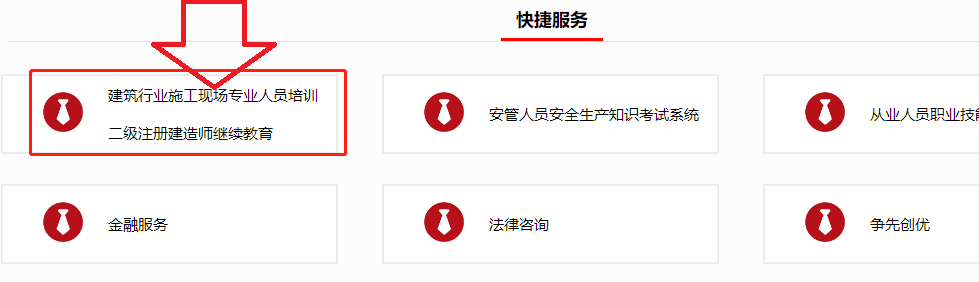 快捷服务
建筑行业施工现场专业人员培训
二级注册建造师继续教育
安管人员安全生产知识考试系统
从业人员职业技
金融服务
法律咨询
争先创优